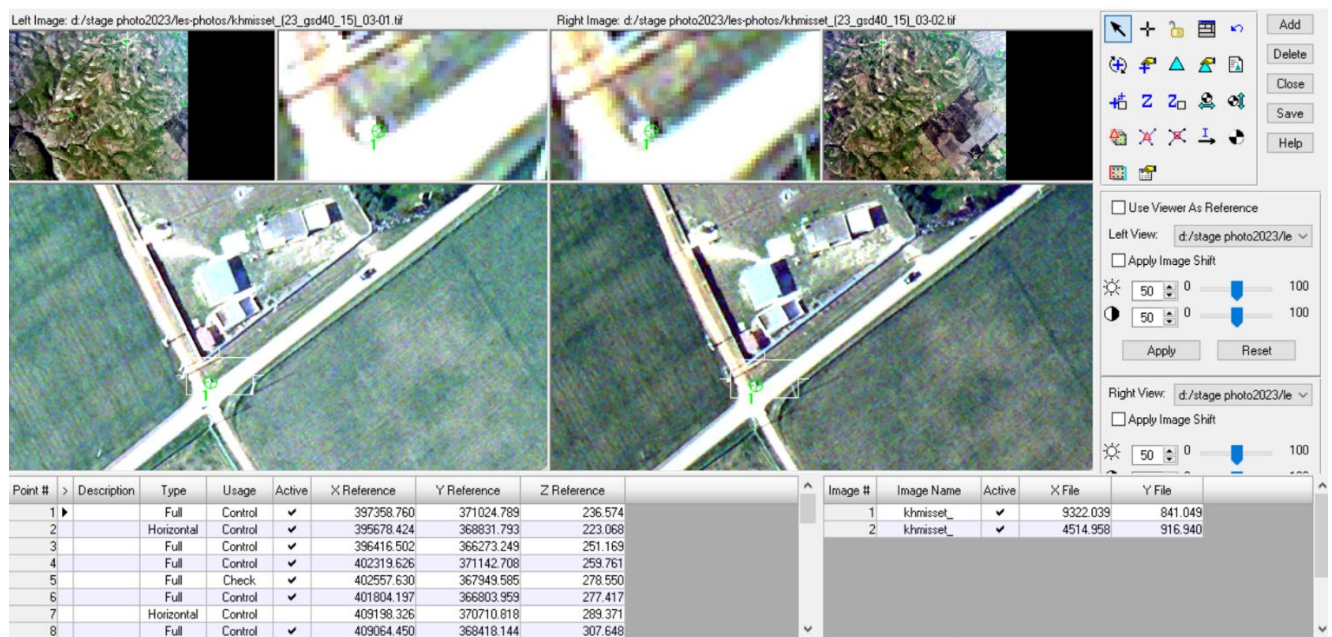 Left Image: d:/stage photo2023/les-photos/khmisset_(23_gsd40_15)_03-01.tif
Right Image: d:/stage photo2023/les-photos/khmisset_(23_gsd40_15)_03-02.tif
1
1
1
1
Z Z
I
Add
Delete
Close
Save
Help
Use Viewer As Reference
Left View: d:/stage photo2023/le
Apply Image Shift
50 0 100
50 0 100
Apply Reset
Right View: d:/stage photo2023/le
Apply Image Shift
50 0 100
Point # > Description Type Usage Active X Reference Y Reference Z Reference
1 Full Control ✔ 397358.760 371024.789 236.574
2 Horizontal Control ✔ 395678.424 368831.793 223.068
3 Full Control ✔ 396416.502 366273.249 251.169
4 Full Control ✔ 402319.626 371142.708 259.761
5 Full Check ✔ 402557.630 367949.585 278.550
6 Full Control ✔ 401804.197 366803.959 277.417
7 Horizontal Control 409198.326 370710.818 289.371
8 Full Control ✔ 409064.450 368418.144 307.648
Image # Image Name Active X File Y File
1 khmisset_ ✔ 9322.039 841.049
2 khmisset_ ✔ 4514.958 916.940